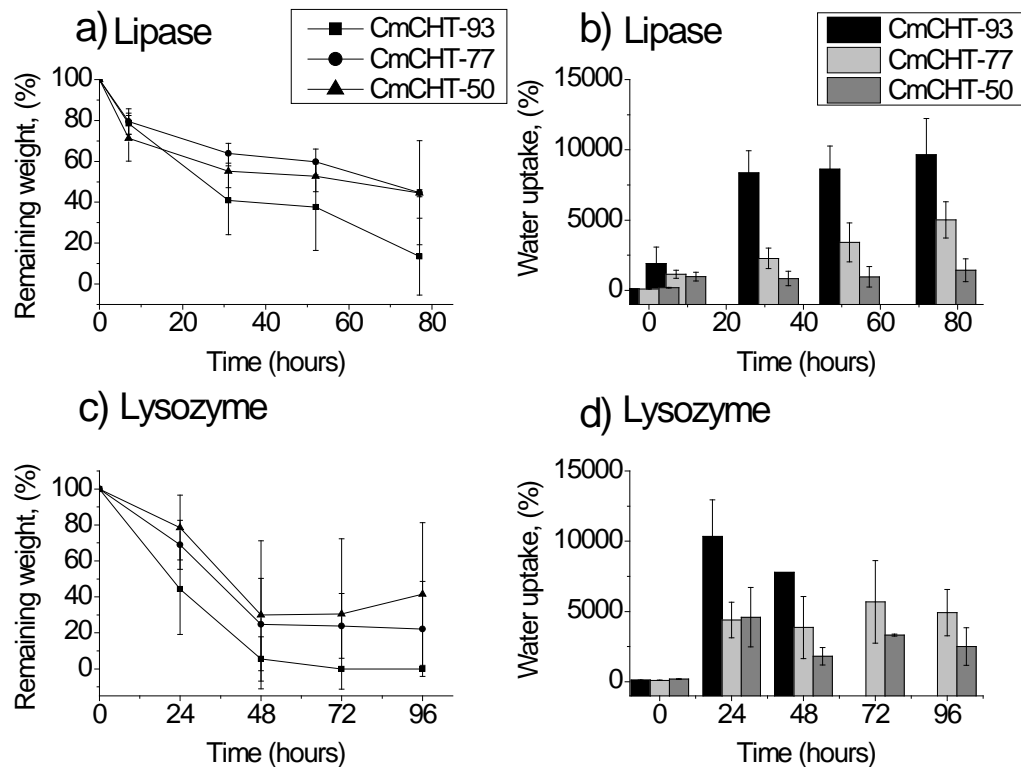 a) Lipase
CmCHT-93
CmCHT-77
CmCHT-50
100
80
60
40
20
0
Remaining weight, (%)
0 20 40 60 80
Time (hours)
b) Lipase
CmCHT-93
CmCHT-77
CmCHT-50
15000
10000
5000
0
Water uptake, (%)
0 20 40 60 80
Time (hours)
c) Lysozyme
100
80
60
40
20
0
Remaining weight, (%)
0 24 48 72 96
Time (hours)
d) Lysozyme
15000
10000
5000
0
Water uptake, (%)
0 24 48 72 96
Time (hours)